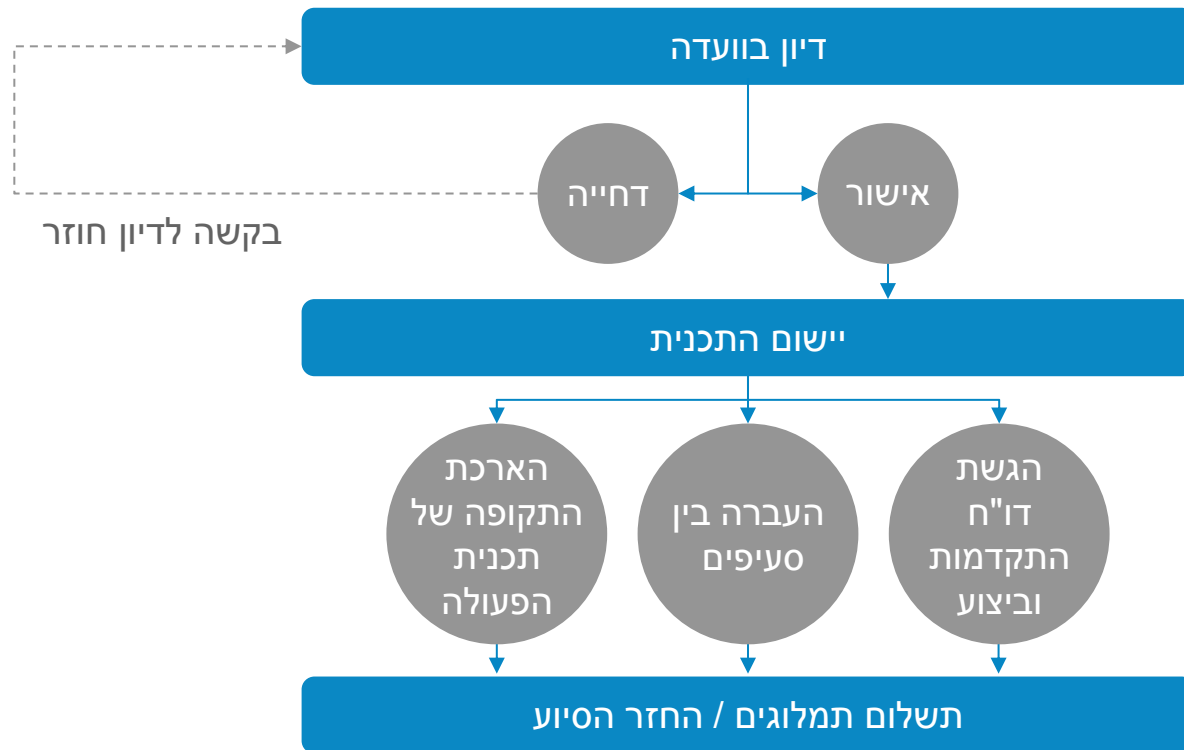 דיון בוועדה
אישור
דחייה
בקשה לדיון חוזר
יישום התכנית
הגשת
דו"ח
התקדמות
וביצוע
העברה בין
סעיפים
הארכת
התקופה של
תכנית
הפעולה
תשלום תמלוגים / החזר הסיוע